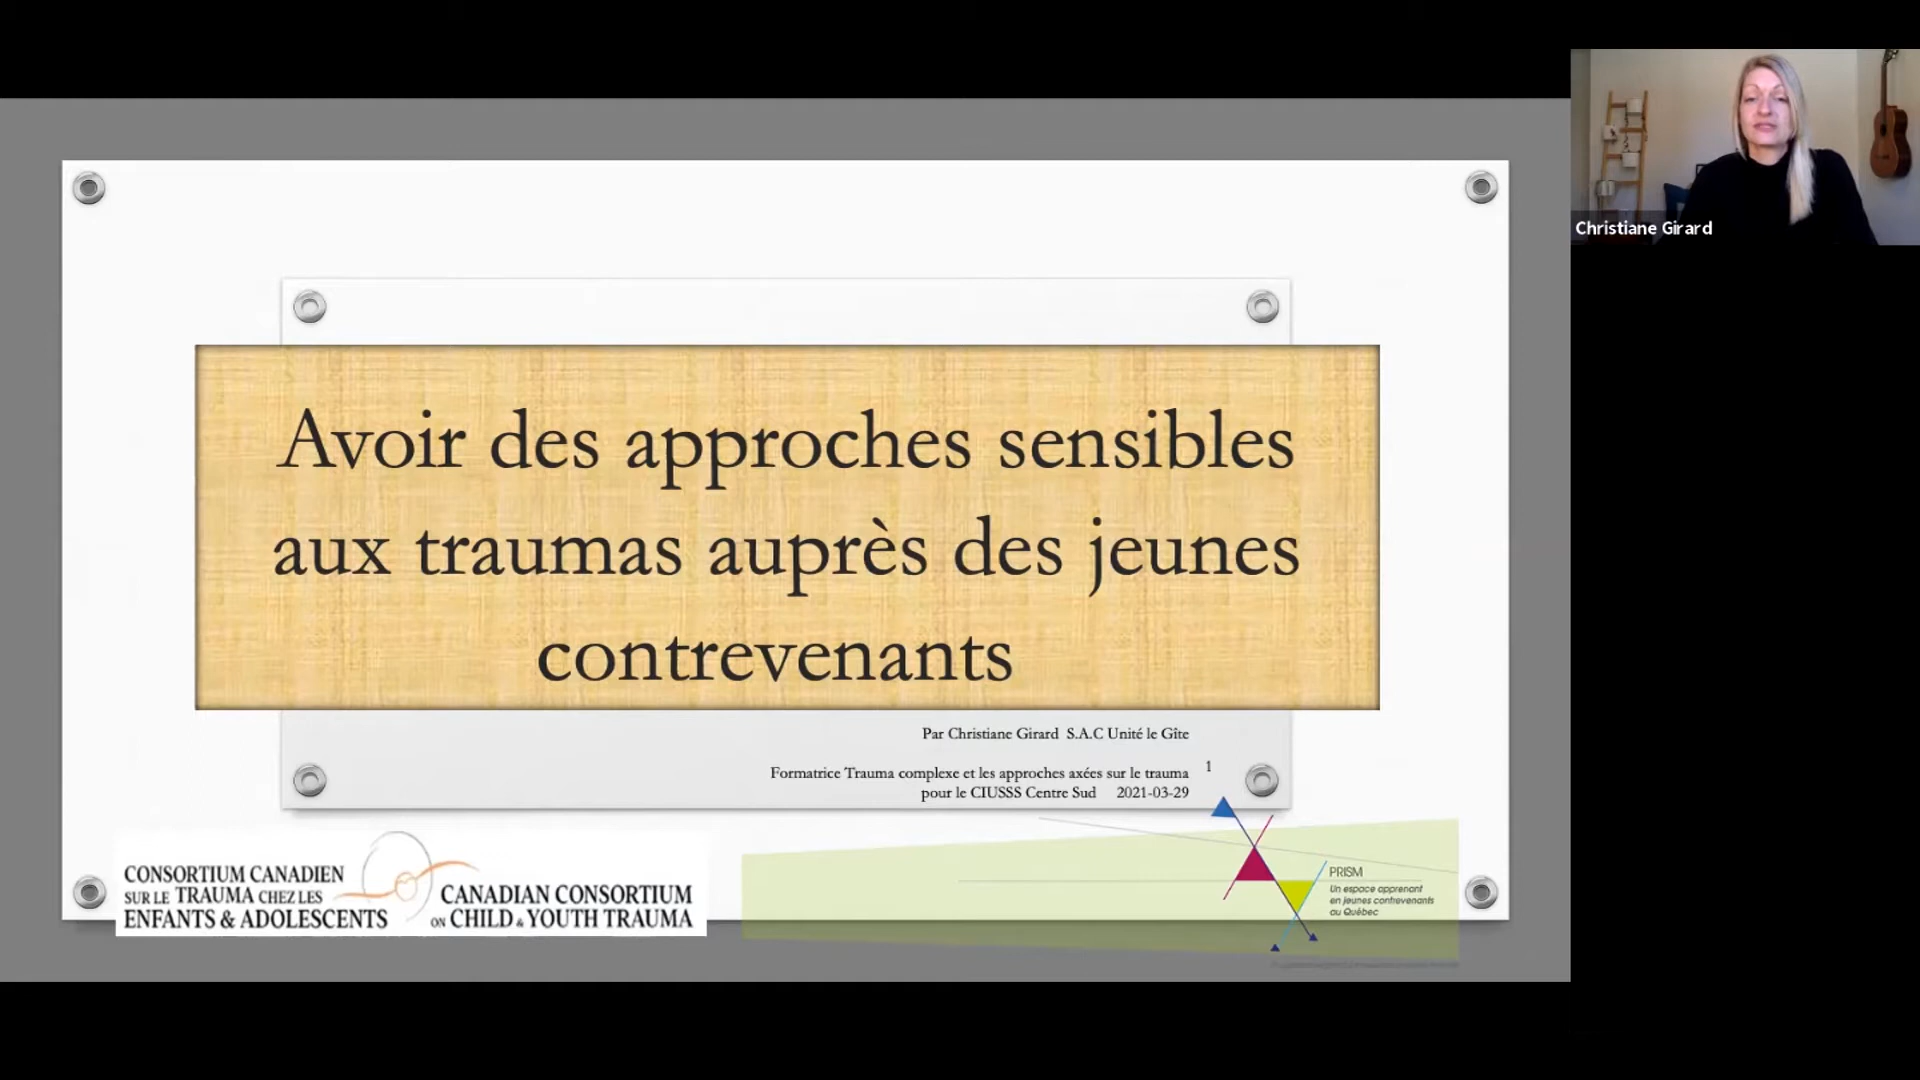 Christiane Girard
Avoir des approches sensibles
aux traumas auprès des jeunes
contrevenants
Par Christiane Girard S.A.C Unité le Gîte
Formatrice Trauma complexe et les approches axées sur le trauma
pour le CIUSSS Centre Sud 2021-03-29
1
CONSORTIUM CANADIEN
SUR LE TRAUMA CHEZ LES
ENFANTS & ADOLESCENTS
CANADIAN CONSORTIUM
ON CHILD & YOUTH TRAUMA
PRISM
Un espace apprenant
en jeunes contrevenants
au Québec